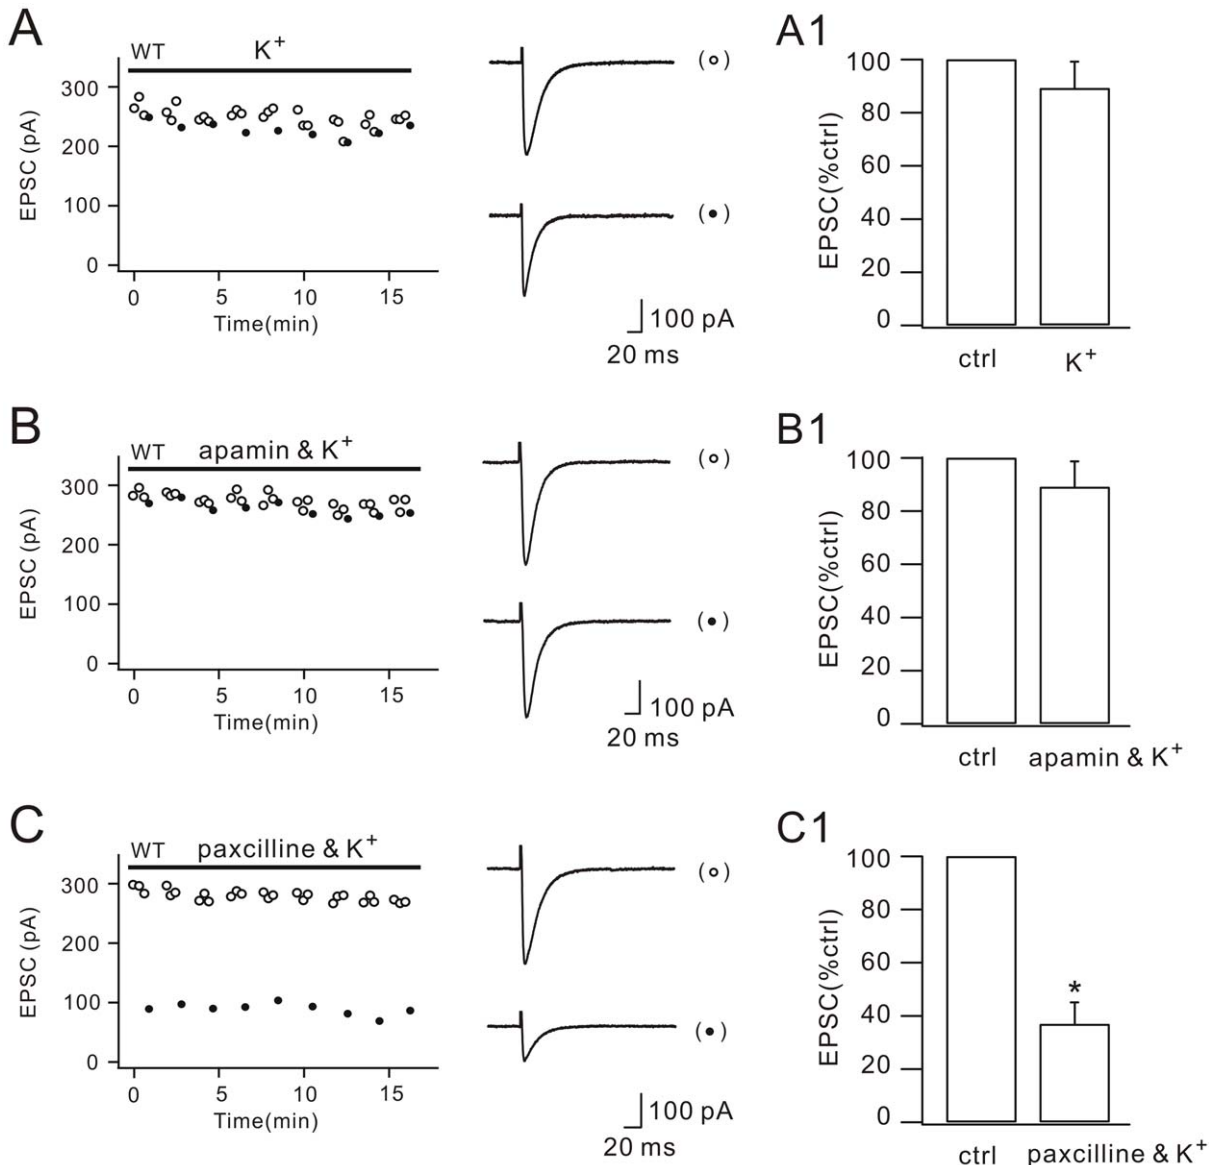 A
WT
K+
EPSC (pA)
300
200
100
0
0 5 10 15
Time(min)
(○)
(●)
100 pA
20 ms
A1
EPSC(%ctrl)
100
80
60
40
20
0
ctrl K+
B
WT
apamin & K+
EPSC (pA)
300
200
100
0
0 5 10 15
Time(min)
(○)
(●)
100 pA
20 ms
B1
EPSC(%ctrl)
100
80
60
40
20
0
ctrl apamin & K+
C
WT
paxcilline & K+
EPSC (pA)
300
200
100
0
0 5 10 15
Time(min)
(○)
(●)
100 pA
20 ms
C1
EPSC(%ctrl)
100
80
60
40
20
0
*
ctrl paxcilline & K+